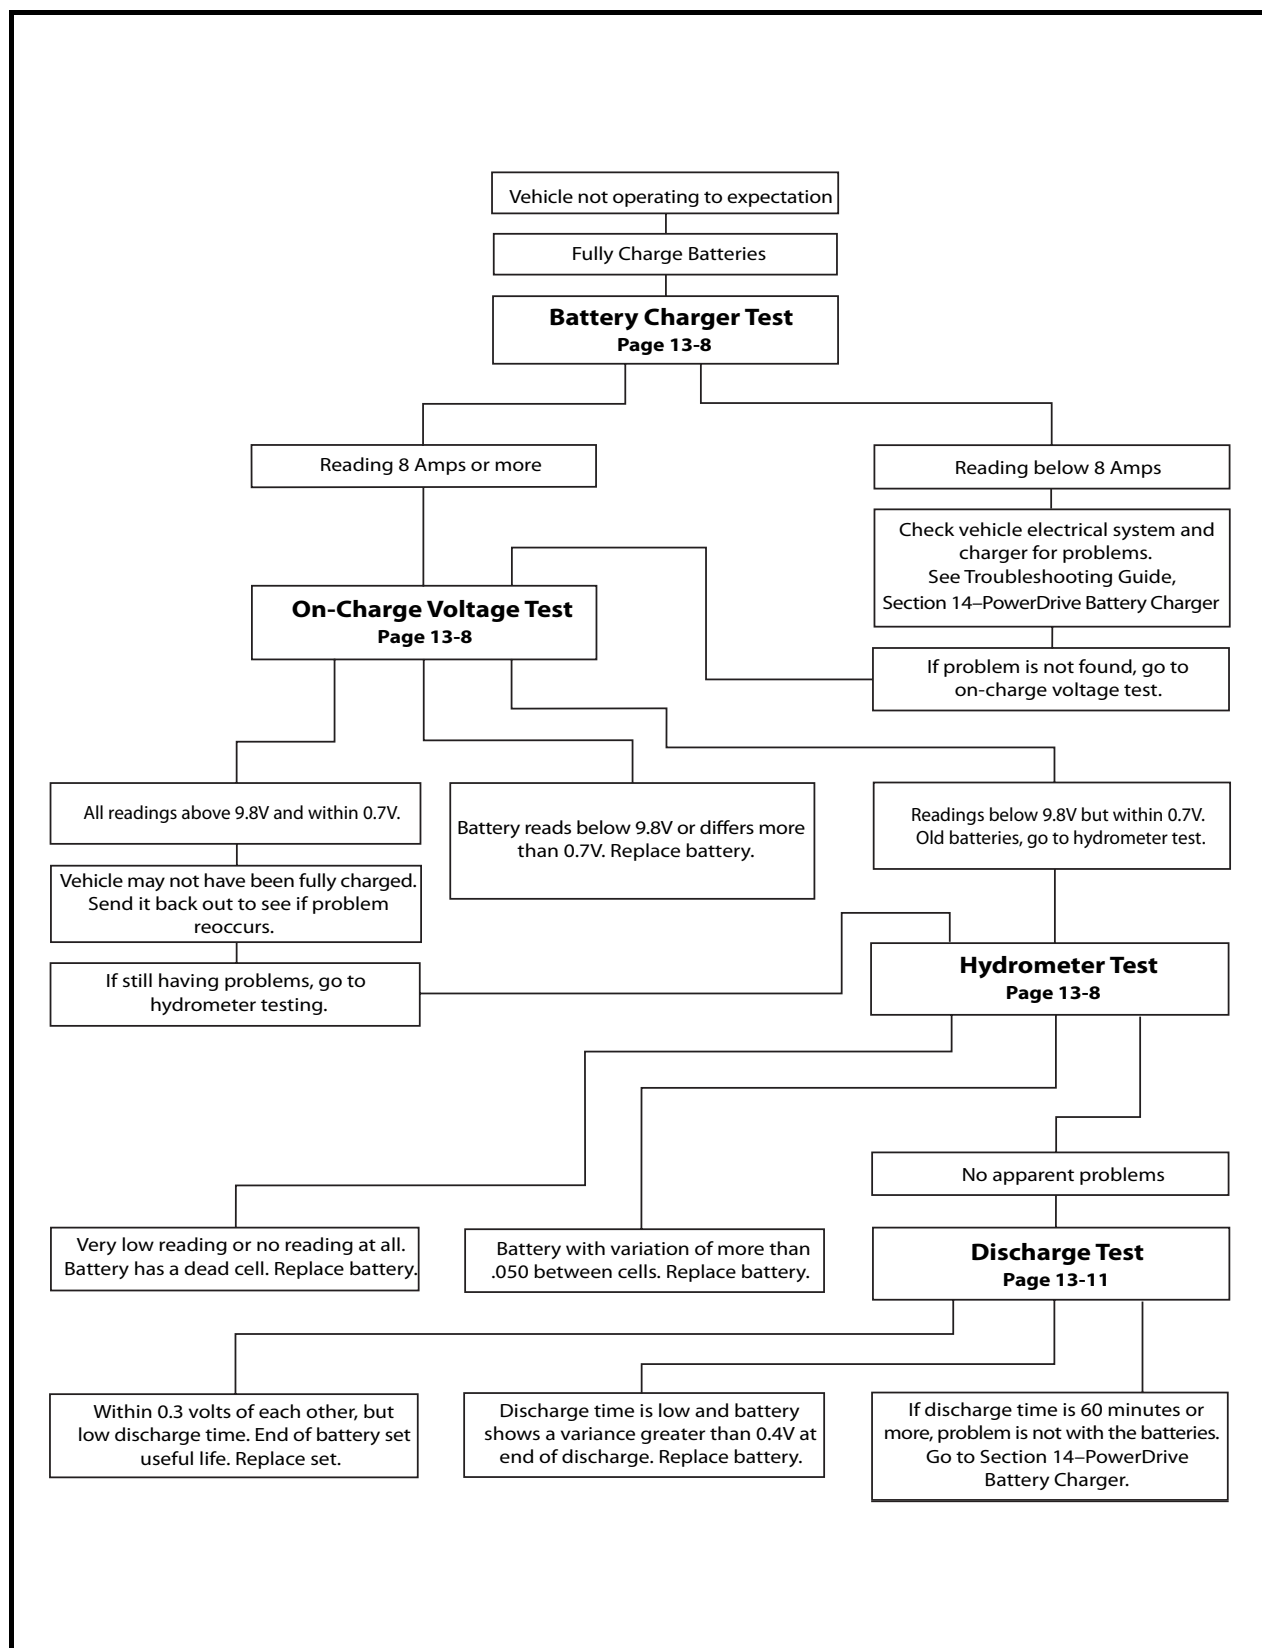 Vehicle not operating to expectation
Fully Charge Batteries
Battery Charger Test
Page 13-8
Reading 8 Amps or more
Reading below 8 Amps
Check vehicle electrical system and
charger for problems.
See Troubleshooting Guide,
Section 14–PowerDrive Battery Charger
If problem is not found, go to
on-charge voltage test.
On-Charge Voltage Test
Page 13-8
All readings above 9.8V and within 0.7V.
Vehicle may not have been fully charged.
Send it back out to see if problem
reoccurs.
If still having problems, go to
hydrometer testing.
Battery reads below 9.8V or differs more
than 0.7V. Replace battery.
Readings below 9.8V but within 0.7V.
Old batteries, go to hydrometer test.
Hydrometer Test
Page 13-8
Very low reading or no reading at all.
Battery has a dead cell. Replace battery.
Battery with variation of more than
.050 between cells. Replace battery.
No apparent problems
Discharge Test
Page 13-11
Within 0.3 volts of each other, but
low discharge time. End of battery set
useful life. Replace set.
Discharge time is low and battery
shows a variance greater than 0.4V at
end of discharge. Replace battery.
If discharge time is 60 minutes or
more, problem is not with the batteries.
Go to Section 14–PowerDrive
Battery Charger.